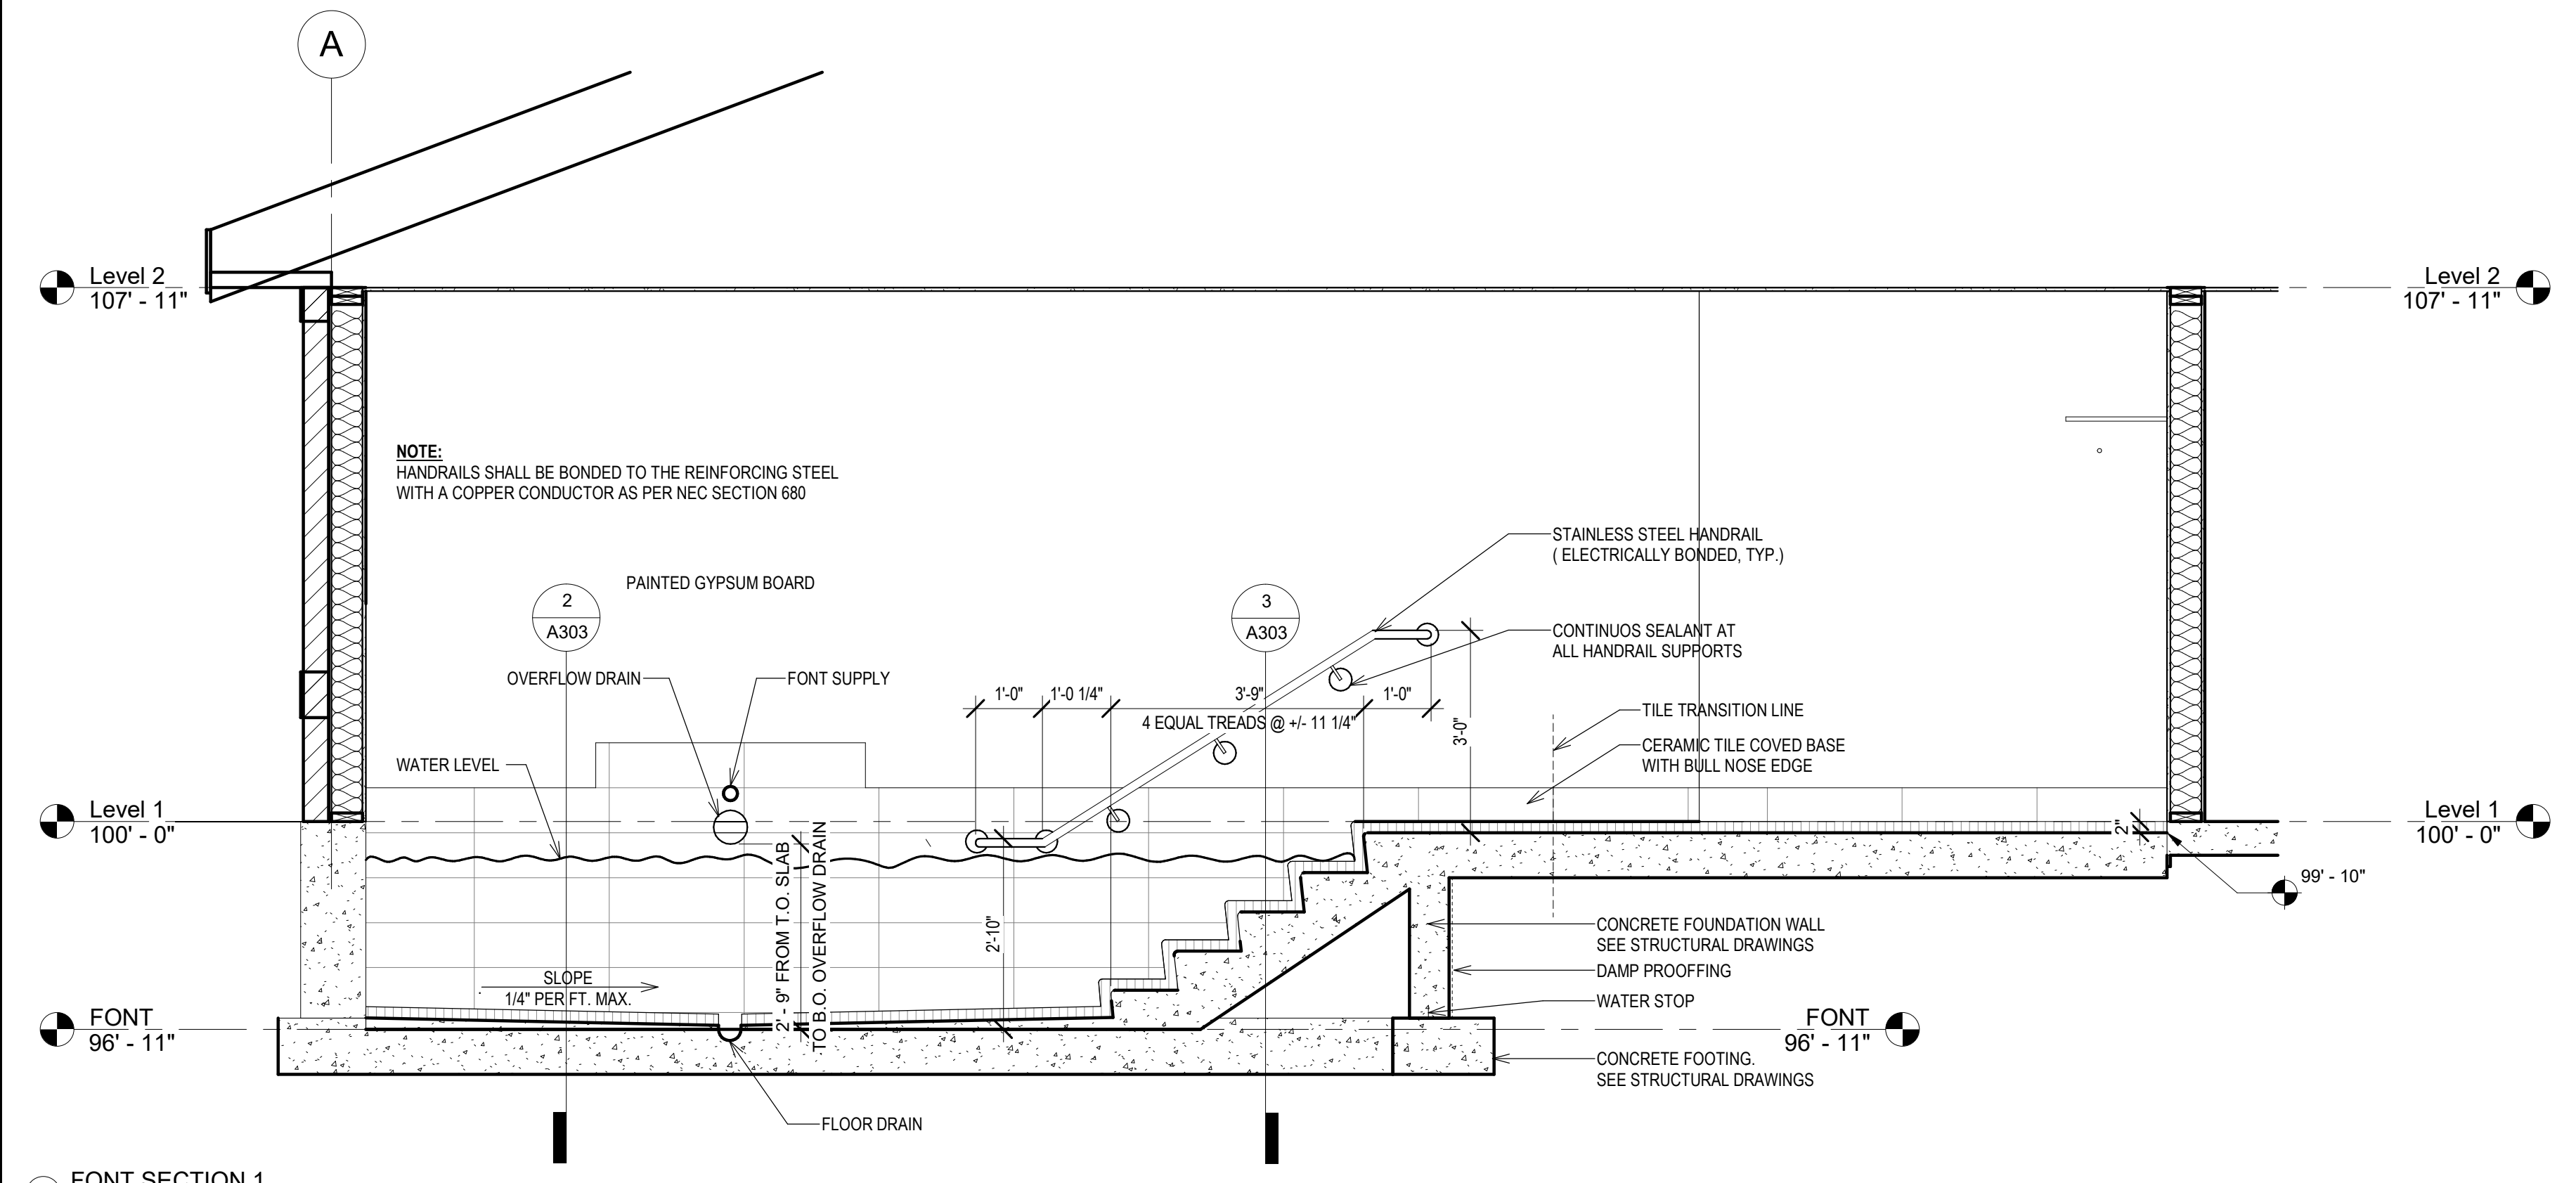 A
Level 2
107' - 11"
Level 2
107' - 11"
NOTE:
HANDRAILS SHALL BE BONDED TO THE REINFORCING STEEL
WITH A COPPER CONDUCTOR AS PER NEC SECTION 680
STAINLESS STEEL HANDRAIL
( ELECTRICALLY BONDED, TYP.)
PAINTED GYPSUM BOARD
2
A303
3
A303
CONTINUOS SEALANT AT
ALL HANDRAIL SUPPORTS
OVERFLOW DRAIN
FONT SUPPLY
1'-0"
1'-0 1/4"
3'-9"
1'-0"
4 EQUAL TREADS @ +/- 11 1/4"
3'-0"
TILE TRANSITION LINE
CERAMIC TILE COVED BASE
WITH BULL NOSE EDGE
WATER LEVEL
Level 1
100' - 0"
2"
Level 1
100' - 0"
99' - 10"
2' - 9" FROM T.O. SLAB
TO B.O. OVERFLOW DRAIN
2'-10"
CONCRETE FOUNDATION WALL
SEE STRUCTURAL DRAWINGS
DAMP PROOFFING
WATER STOP
SLOPE
1/4" PER FT. MAX.
FONT
96' - 11"
FONT
96' - 11"
CONCRETE FOOTING.
SEE STRUCTURAL DRAWINGS
FLOOR DRAIN
FONT SECTION 1